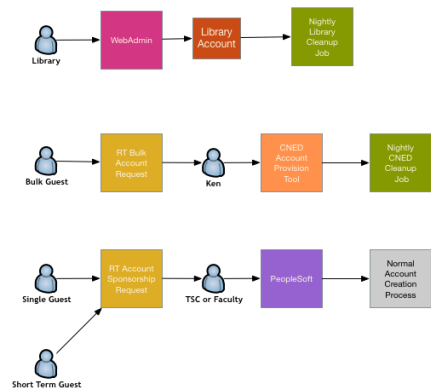 WebAdmin
Library
Account
Nightly
Library
Cleanup
Job
Library
RT Bulk
Account
Request
CNED
Account
Provision
Tool
Nightly
CNED
Cleanup
Job
Bulk Guest
Ken
RT Account
Sponsorship
Request
PeopleSoft
Normal
Account
Creation
Process
Single Guest
TSC or Faculty
Short Term Guest